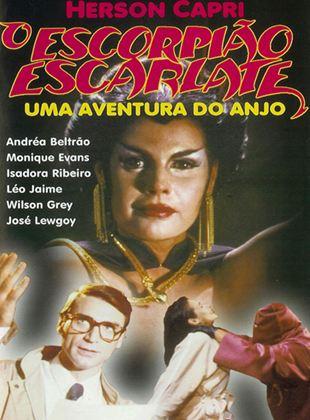 HERSON CAPRI
O ESCORPIÃO
ESCARLATE
UMA AVENTURA DO ANJO
Andréa Beltrão
Monique Evans
Isadora Ribeiro
Léo Jaime
Wilson Grey
José Lewgoy